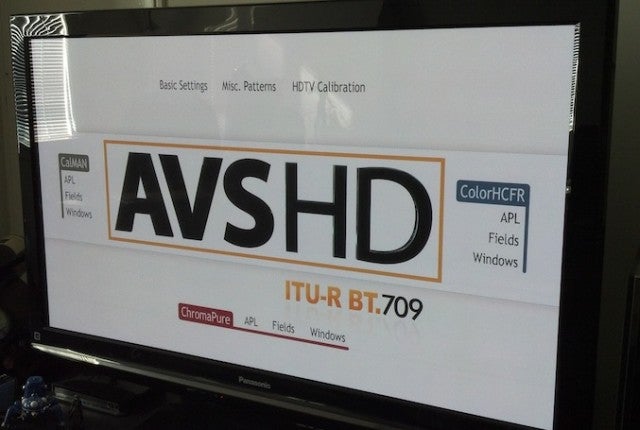 Basic Settings Misc. Patterns HDTV Calibration
CalMAN
APL
Fields
Windows
AVSHD
ColorHCFR
APL
Fields
Windows
ITU-R BT.709
ChromaPure APL Fields Windows
Panasonic